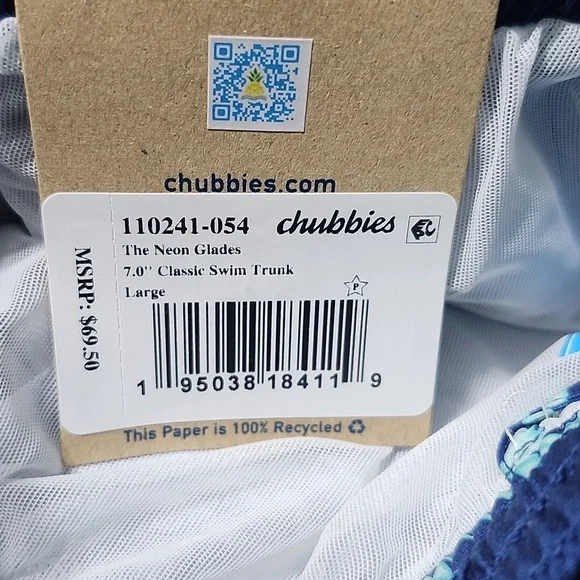 chubbies.com
110241-054 chubbies
The Neon Glades
7.0'' Classic Swim Trunk
Large
P
MSRP: $69.50
1 95038 18411 9
This Paper is 100% Recycled